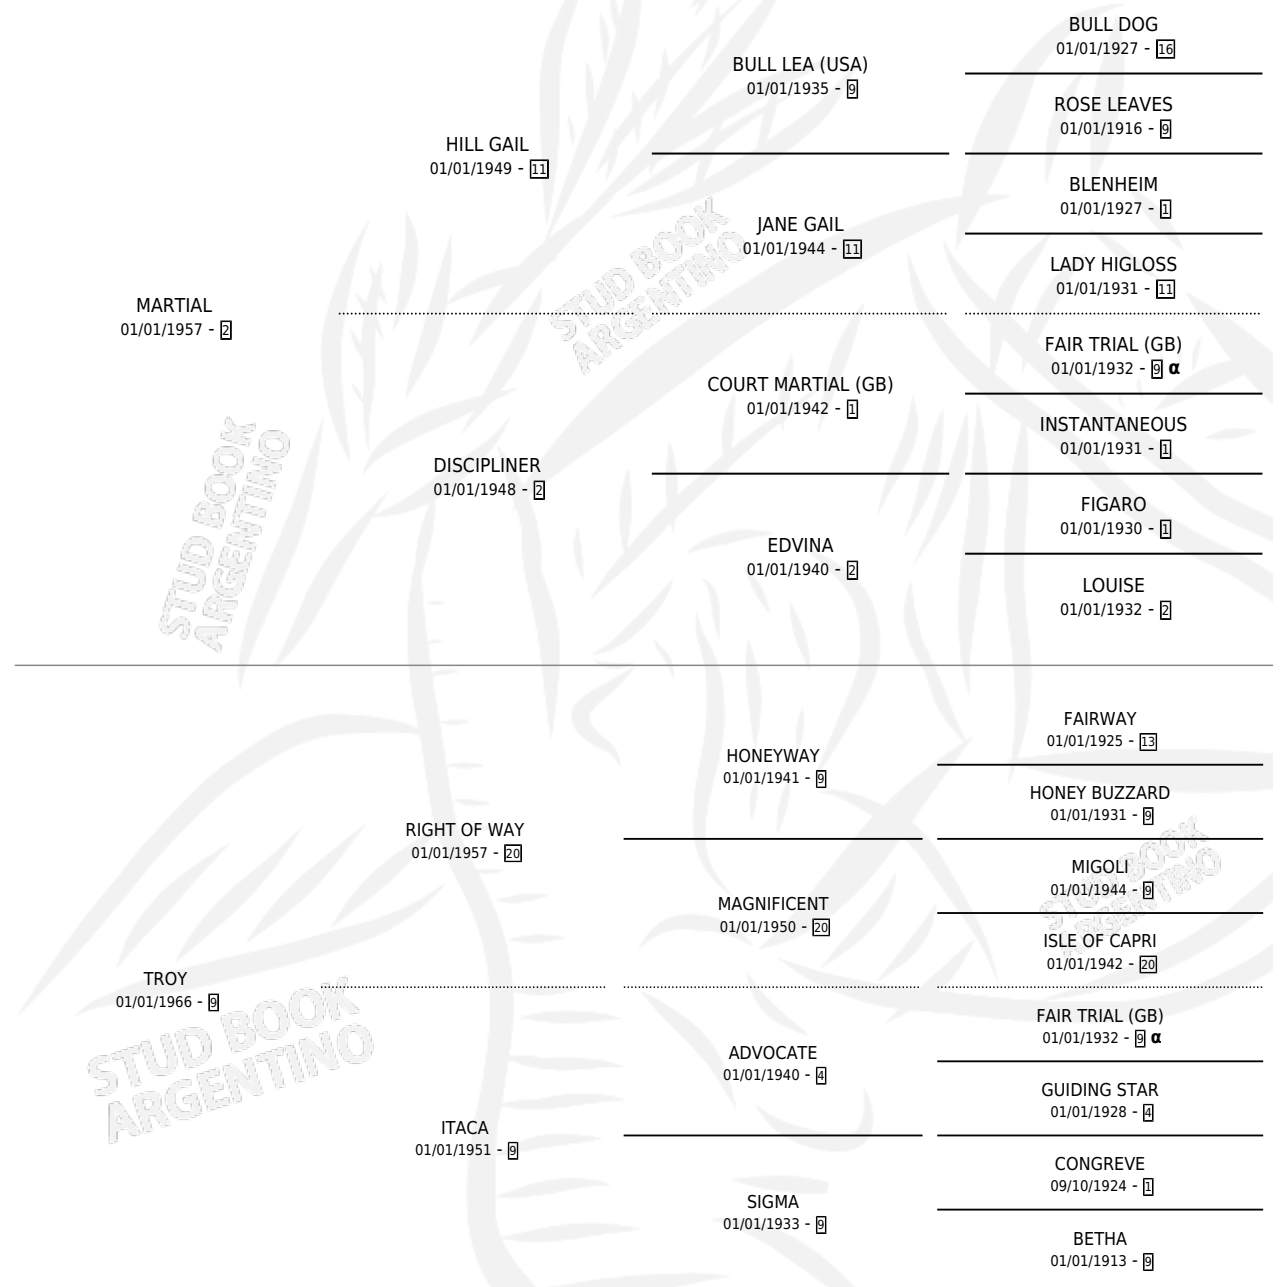 BULL DOG
01/01/1927 - 16
BULL LEA (USA)
01/01/1935 - 9
ROSE LEAVES
01/01/1916 - 9
HILL GAIL
01/01/1949 - 11
BLENHEIM
01/01/1927 - 1
JANE GAIL
01/01/1944 - 11
LADY HIGLOSS
01/01/1931 - 11
MARTIAL
01/01/1957 - 2
FAIR TRIAL (GB)
01/01/1932 - 9 α
COURT MARTIAL (GB)
01/01/1942 - 1
INSTANTANEOUS
01/01/1931 - 1
DISCIPLINER
01/01/1948 - 2
FIGARO
01/01/1930 - 1
EDVINA
01/01/1940 - 2
LOUISE
01/01/1932 - 2
STUD BOOK
ARGENTINO
STUD BOOK
ARGENTINO
FAIRWAY
01/01/1925 - 13
HONEYWAY
01/01/1941 - 9
HONEY BUZZARD
01/01/1931 - 9
RIGHT OF WAY
01/01/1957 - 20
MIGOLI
01/01/1944 - 9
MAGNIFICENT
01/01/1950 - 20
ISLE OF CAPRI
01/01/1942 - 20
TROY
01/01/1966 - 9
FAIR TRIAL (GB)
01/01/1932 - 9 α
ADVOCATE
01/01/1940 - 4
GUIDING STAR
01/01/1928 - 4
ITACA
01/01/1951 - 9
CONGREVE
09/10/1924 - 1
SIGMA
01/01/1933 - 9
BETHA
01/01/1913 - 9
STUD BOOK
ARGENTINO
STUD BOOK
ARGENTINO